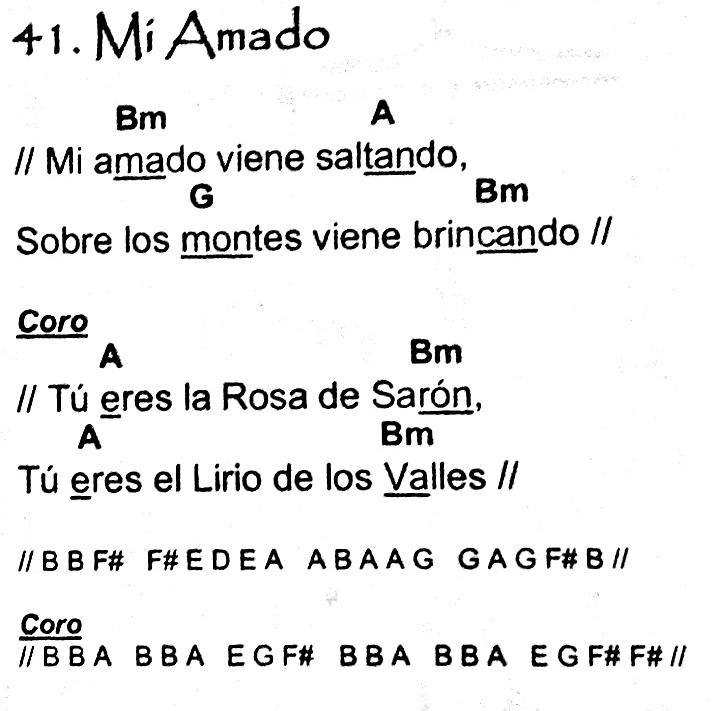 41. Mi Amado
Bm A
// Mi amado viene saltando,
G Bm
Sobre los montes viene brincando //
Coro
A Bm
// Tú eres la Rosa de Sarón,
A Bm
Tú eres el Lirio de los Valles //
// B B F# F# E D E A A B A A G G A G F# B //
Coro
// B B A B B A E G F# B B A B B A E G F# F# //